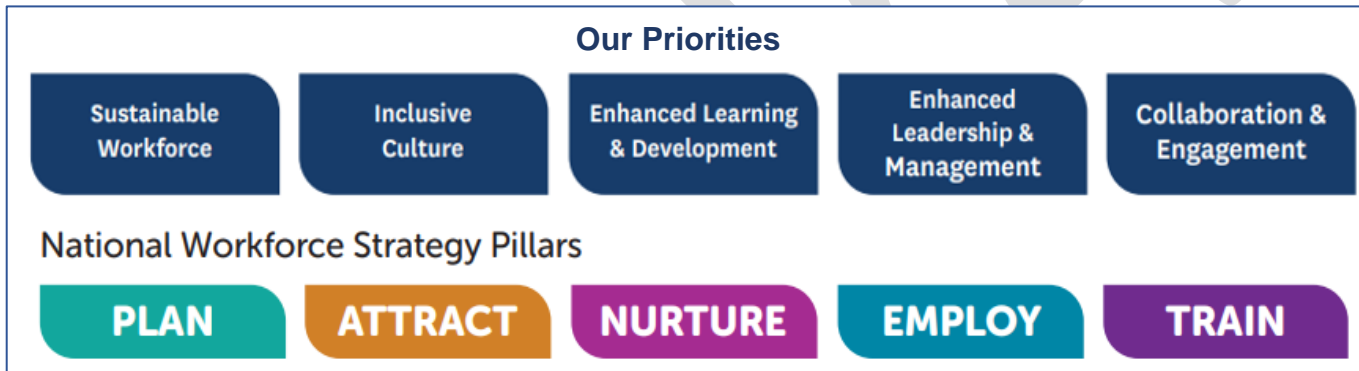 Our Priorities
Sustainable
Workforce
Inclusive
Culture
Enhanced Learning
& Development
Enhanced
Leadership &
Management
Collaboration &
Engagement
National Workforce Strategy Pillars
PLAN
ATTRACT
NURTURE
EMPLOY
TRAIN